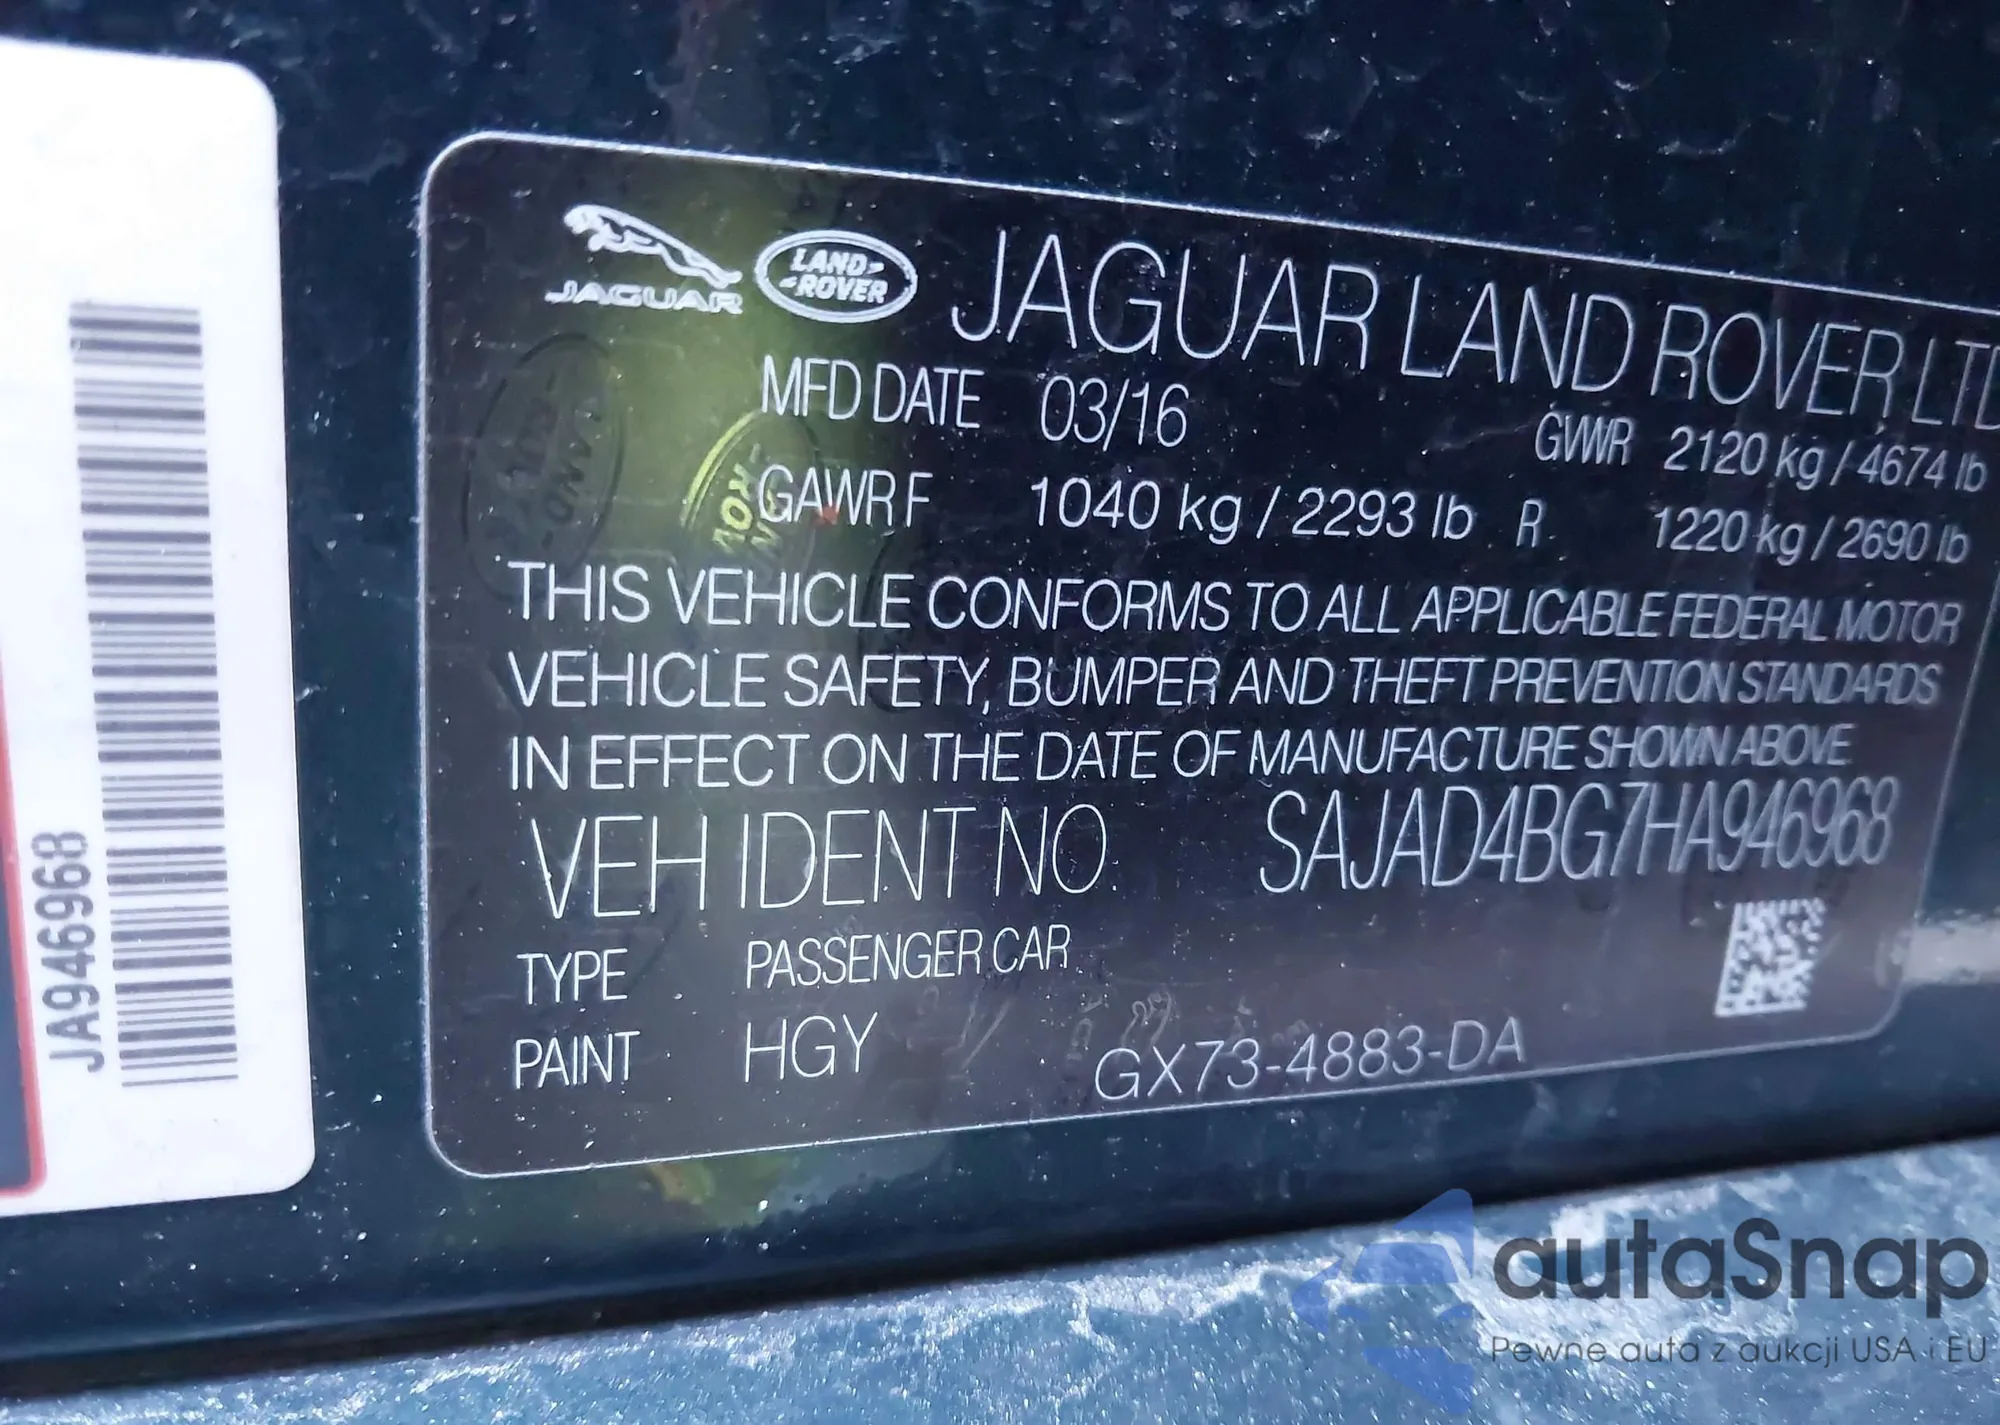 JA946968
JAGUAR
LAND-
-ROVER
JAGUAR LAND ROVER LTD
MFD DATE 03/16
GVWR 2120 kg / 4674 lb
GAWR F 1040 kg / 2293 lb R 1220 kg / 2690 lb
THIS VEHICLE CONFORMS TO ALL APPLICABLE FEDERAL MOTOR
VEHICLE SAFETY, BUMPER AND THEFT PREVENTION STANDARDS
IN EFFECT ON THE DATE OF MANUFACTURE SHOWN ABOVE
VEH IDENT NO. SAJAD4BG7HA946968
TYPE PASSENGER CAR
PAINT HGY
GX73-4883-DA
autaSnap
Pewne auta z aukcji USA i EU